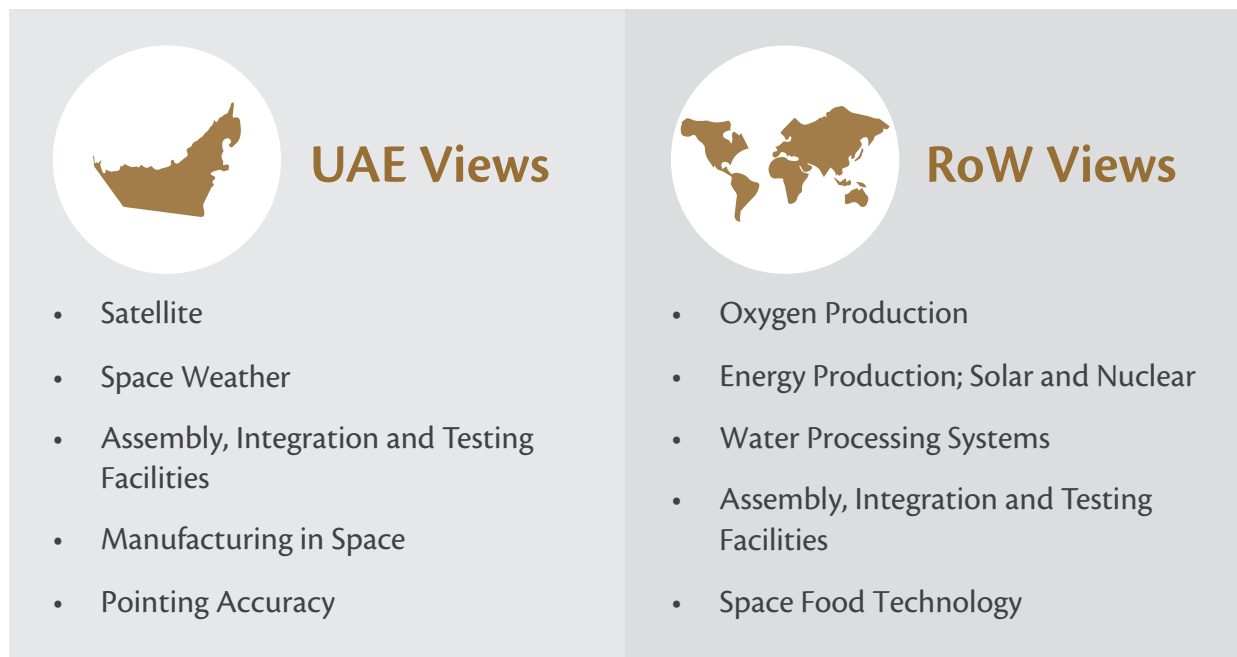 UAE Views
• Satellite
• Space Weather
• Assembly, Integration and Testing
Facilities
• Manufacturing in Space
• Pointing Accuracy
RoW Views
• Oxygen Production
• Energy Production; Solar and Nuclear
• Water Processing Systems
• Assembly, Integration and Testing
Facilities
• Space Food Technology